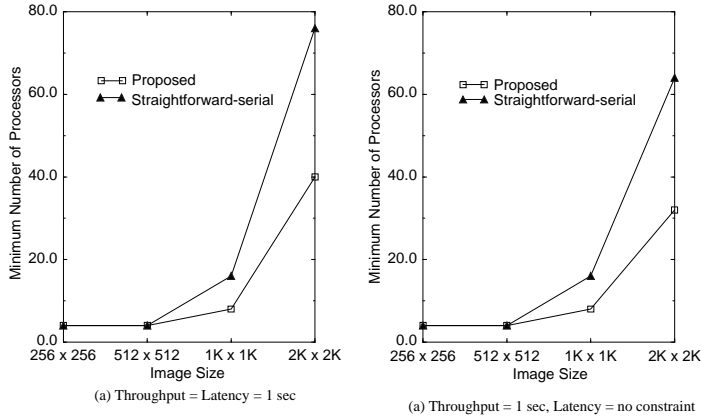 80.0
60.0
40.0
20.0
0.0
Minimum Number of Processors
Proposed
Straightforward-serial
256 x 256 512 x 512 1K x 1K 2K x 2K
Image Size
(a) Throughput = Latency = 1 sec
80.0
60.0
40.0
20.0
0.0
Minimum Number of Processors
Proposed
Straightforward-serial
256 x 256 512 x 512 1K x 1K 2K x 2K
Image Size
(a) Throughput = 1 sec, Latency = no constraint